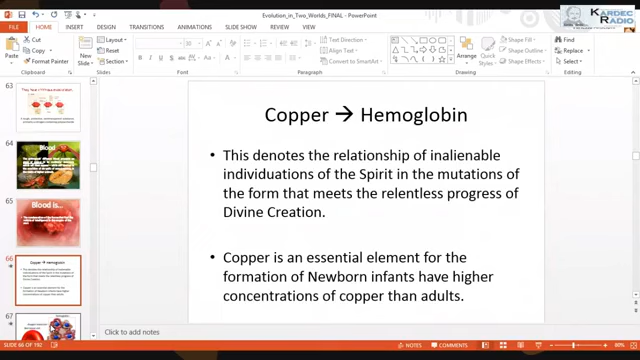 Evolution_in_Two_Worlds_FINAL - PowerPoint
KARDEC
RADIO
FILE HOME INSERT DESIGN TRANSITIONS ANIMATIONS SLIDE SHOW REVIEW VIEW
Cut
Copy
Format Painter
Clipboard
New
Slide
Layout
Reset
Section
Slides
Font
Text Direction
Align Text
Convert to SmartArt
Paragraph
Arrange
Quick
Styles
Shape Fill
Shape Outline
Shape Effects
Drawing
Find
Replace
Select
Editing
63
64
Blood
65
Blood is...
66
Copper → Hemoglobin
67
Copper → Hemoglobin
• This denotes the relationship of inalienable
individuations of the Spirit in the mutations of
the form that meets the relentless progress of
Divine Creation.
• Copper is an essential element for the
formation of Newborn infants have higher
concentrations of copper than adults.
Click to add notes
SLIDE 66 OF 192
NOTES
COMMENTS
80%